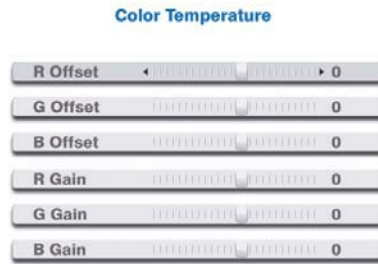 Color Temperature
R Offset 0
G Offset 0
B Offset 0
R Gain 0
G Gain 0
B Gain 0